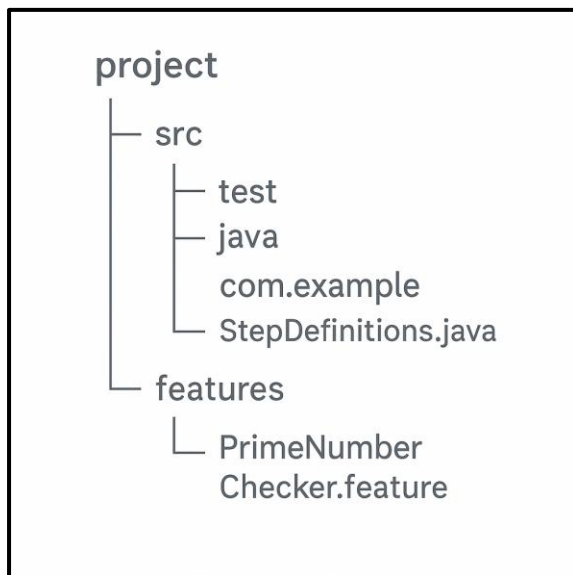 project
src
test
java
com.example
StepDefinitions.java
features
PrimeNumber
Checker.feature